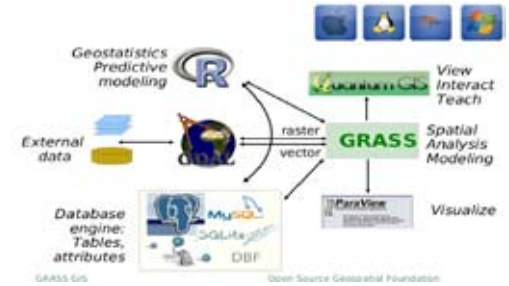 Geostatistics
Predictive
modeling
R
Quantum GIS
View
Interact
Teach
External
data
GDAL
raster
vector
GRASS
Spatial
Analysis
Modeling
Database
engine:
Tables,
attributes
MySQL
SQLite
DBF
ParaView
Visualize
GRASS GIS
Open Source Geospatial Foundation